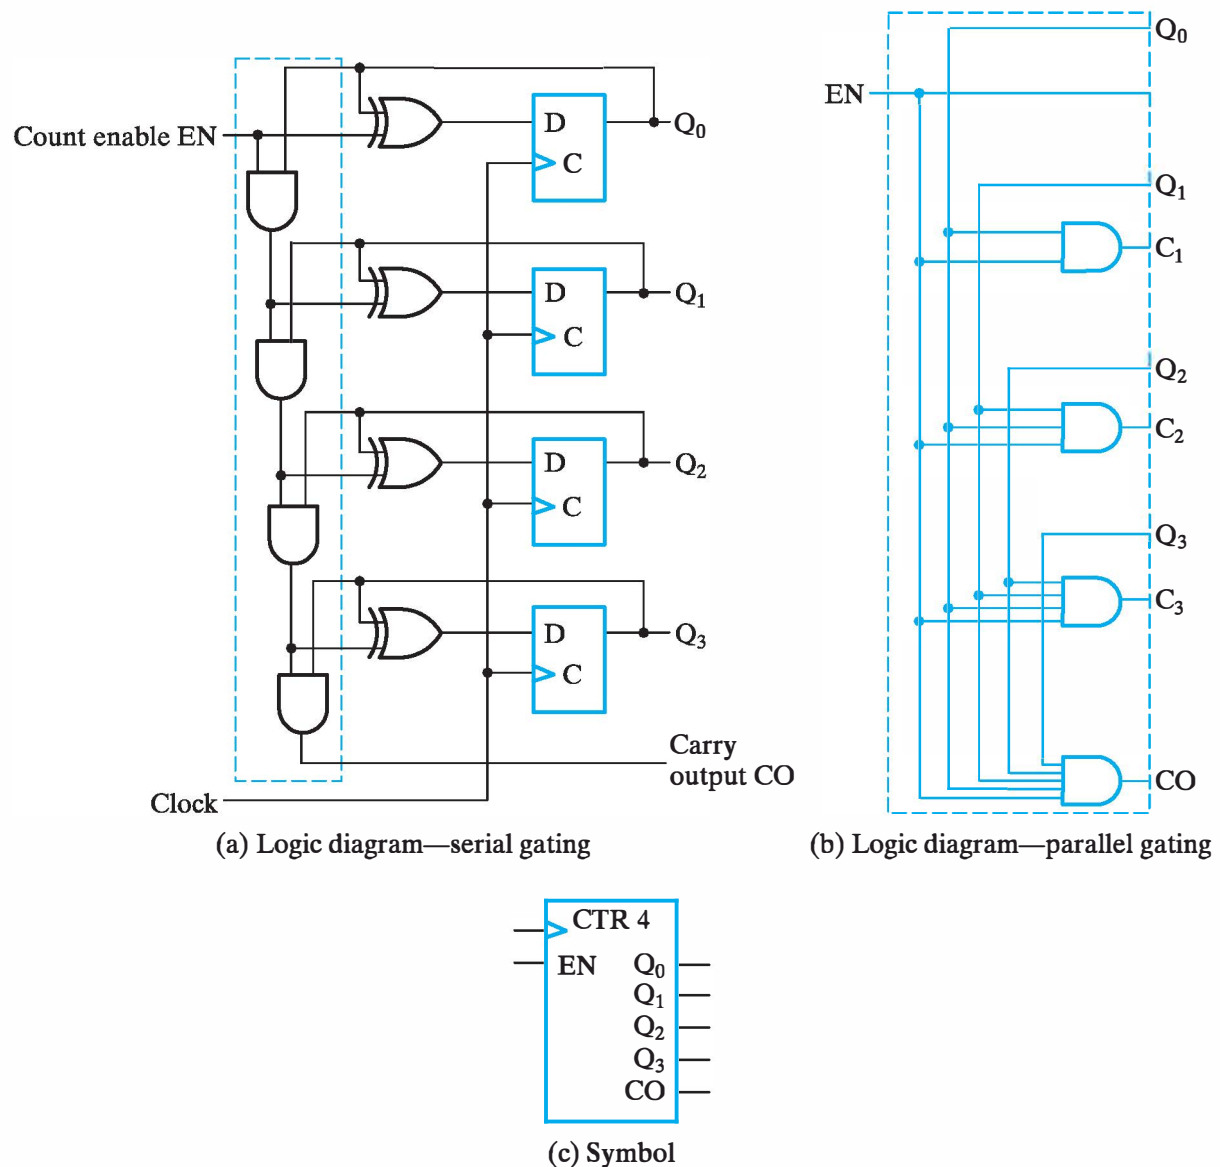 Count enable EN
D
C
Q0
D
C
Q1
D
C
Q2
D
C
Q3
Carry
output CO
Clock
(a) Logic diagram—serial gating
EN
Q0
Q1
C1
Q2
C2
Q3
C3
CO
(b) Logic diagram—parallel gating
CTR 4
EN
Q0
Q1
Q2
Q3
CO
(c) Symbol